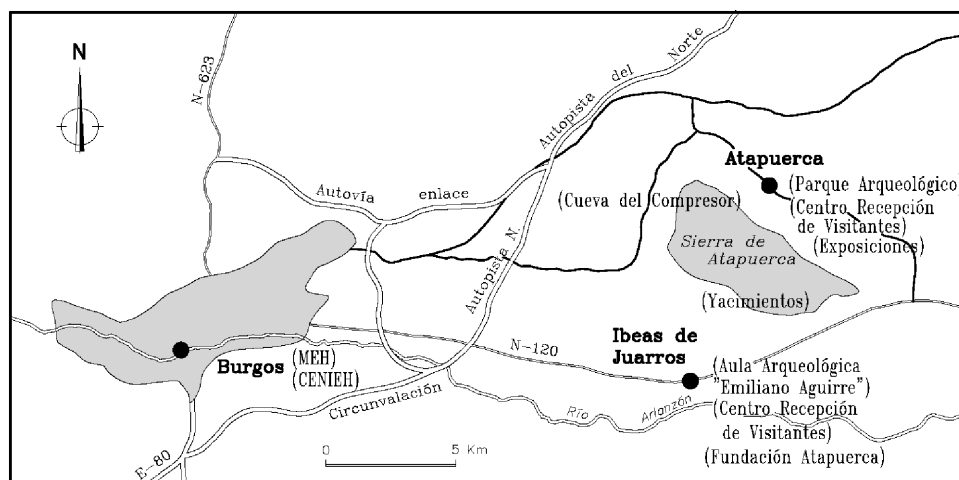 N
N-623
Autopista del Norte
Atapuerca
(Parque Arqueológico)
(Centro Recepción
de Visitantes)
(Exposiciones)
Autovía enlace
(Cueva del Compresor)
Sierra de
Atapuerca
(Yacimientos)
Autopista N.
N-120
Ibeas de
Juarros
Burgos
(MEH)
(CENIEH)
(Aula Arqueológica
"Emiliano Aguirre")
(Centro Recepción
de Visitantes)
(Fundación Atapuerca)
Circunvalación
Río Arlanzón
E-80
0 5 Km